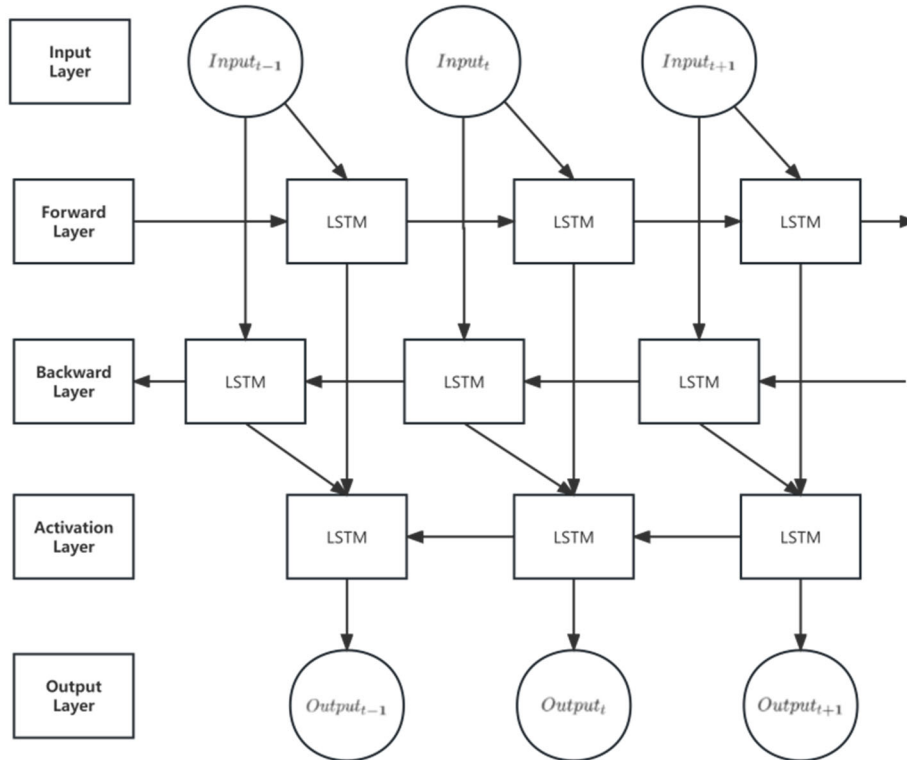 Input
Layer
Input_{t-1}
Input_t
Input_{t+1}
Forward
Layer
LSTM
LSTM
LSTM
Backward
Layer
LSTM
LSTM
LSTM
Activation
Layer
LSTM
LSTM
LSTM
Output
Layer
Output_{t-1}
Output_t
Output_{t+1}